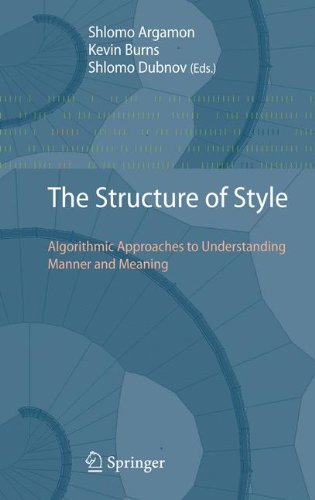 Shlomo Argamon
Kevin Burns
Shlomo Dubnov (Eds.)
The Structure of Style
Algorithmic Approaches to Understanding
Manner and Meaning
Springer